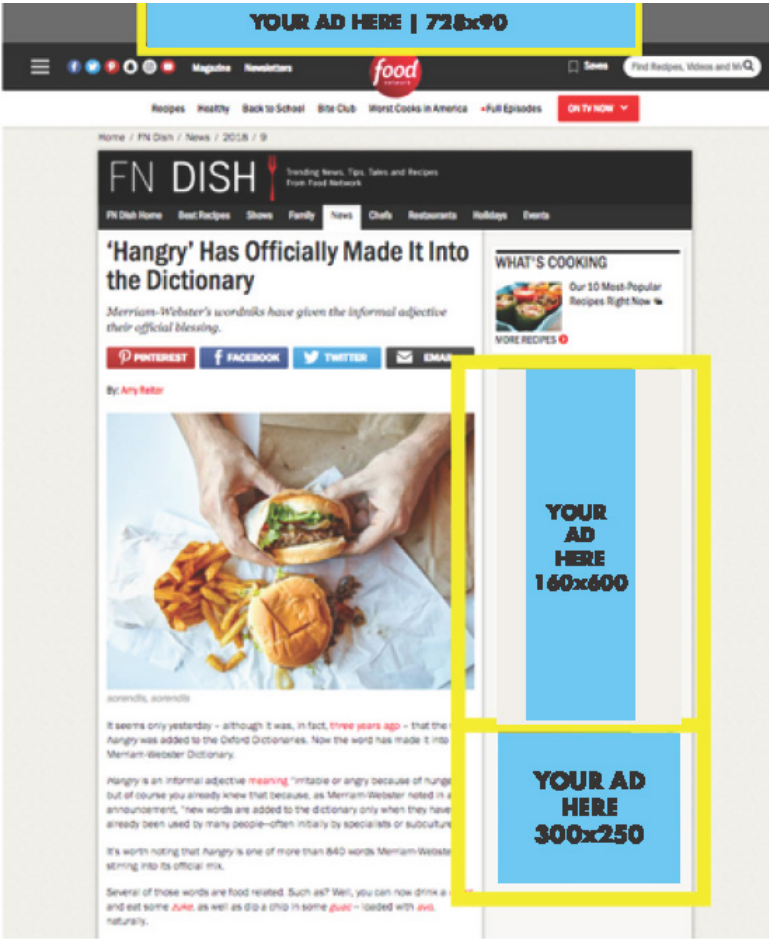 YOUR AD HERE | 728x90
Magazine Newsletters
food
network
Saves
Find Recipes, Videos and
Recipes Healthy Back to School Bite Club Worst Cooks in America Full Episodes ON TV NOW
Home / FN Dish / News / 2018 / 9
FN DISH
Trending News, Tips, Tales and Recipes
From Food Network
FN Dish Home Best Recipes Shows Family News Chefs Restaurants Holidays Events
'Hangry' Has Officially Made It Into
the Dictionary
Merriam-Webster's wordniks have given the informal adjective
their official blessing.
PINTEREST FACEBOOK TWITTER EMAIL
By: Amy Reiter
WHAT'S COOKING
Our 10 Most-Popular
Recipes Right Now
MORE RECIPES
YOUR
AD
HERE
160x600
sorendls, sorendls
It seems only yesterday – although it was, in fact, three years ago – that the
hangry was added to the Oxford Dictionaries. Now the word has made it into
Merriam-Webster Dictionary.
Hangry is an informal adjective meaning "irritable or angry because of hunge
but of course you already knew that because, as Merriam-Webster noted in a
announcement, "new words are added to the dictionary only when they have
already been used by many people—often initially by specialists or subculture
It's worth noting that hangry is one of more than 840 words Merriam-Webste
stirring into its official mix.
Several of those words are food related. Such as? Well, you can now drink a
and eat some zuke, as well as dip a chip in some guac – loaded with avo,
naturally.
YOUR AD
HERE
300x250